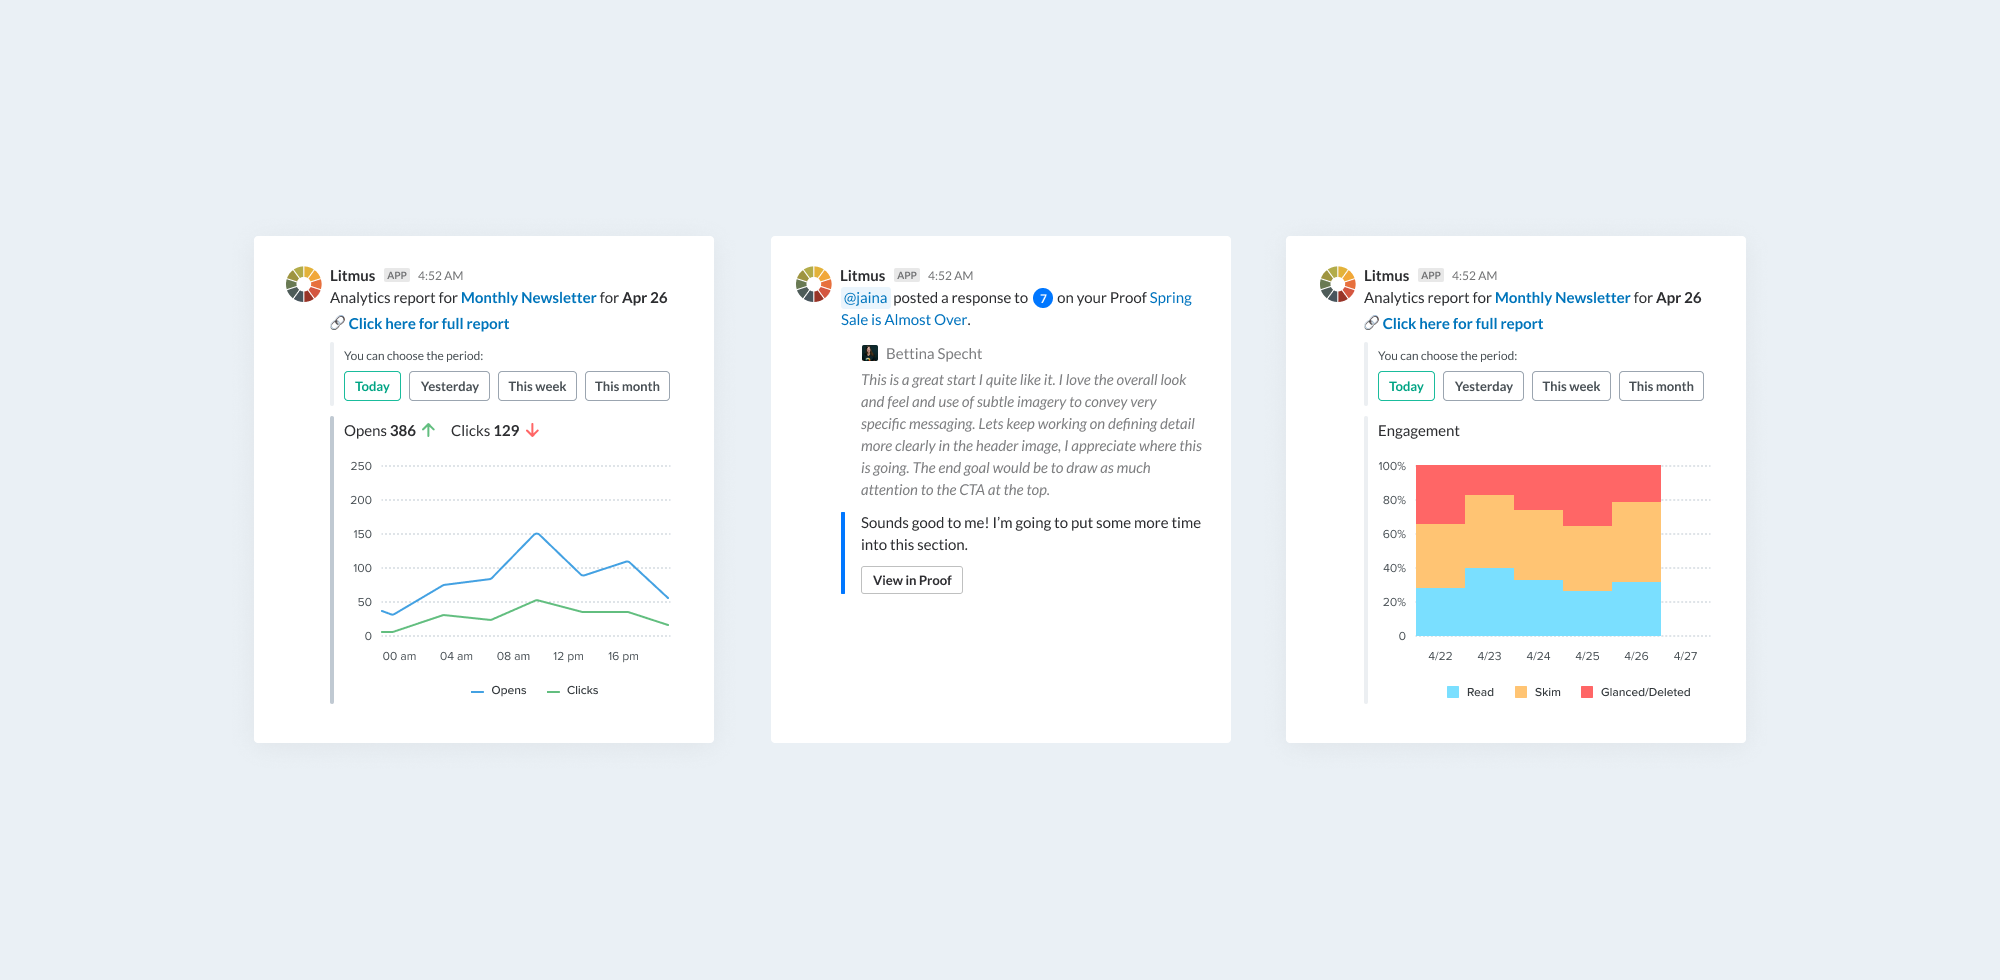 Litmus APP 4:52 AM
Analytics report for Monthly Newsletter for Apr 26
Click here for full report
You can choose the period:
Today Yesterday This week This month
Opens 386 Clicks 129
250
200
150
100
50
0
00 am 04 am 08 am 12 pm 16 pm
Opens Clicks
Litmus APP 4:52 AM
@jaina posted a response to 7 on your Proof Spring
Sale is Almost Over.
Bettina Specht
This is a great start I quite like it. I love the overall look
and feel and use of subtle imagery to convey very
specific messaging. Lets keep working on defining detail
more clearly in the header image, I appreciate where this
is going. The end goal would be to draw as much
attention to the CTA at the top.
Sounds good to me! I’m going to put some more time
into this section.
View in Proof
Litmus APP 4:52 AM
Analytics report for Monthly Newsletter for Apr 26
Click here for full report
You can choose the period:
Today Yesterday This week This month
Engagement
100%
80%
60%
40%
20%
0
4/22 4/23 4/24 4/25 4/26 4/27
Read Skim Glanced/Deleted